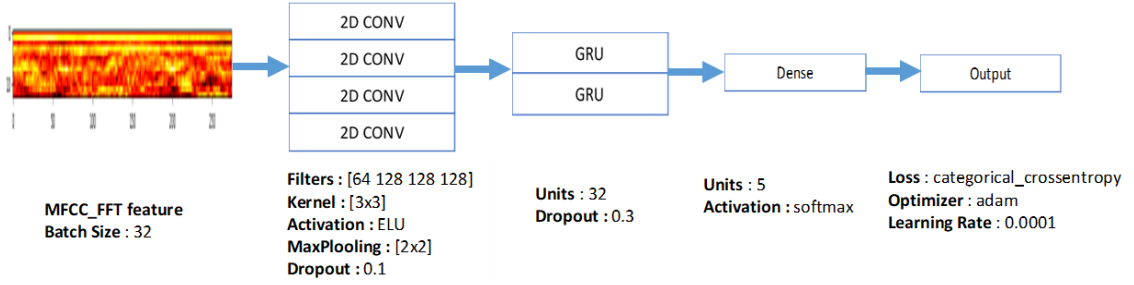 2D CONV
2D CONV
2D CONV
2D CONV
GRU
GRU
Dense
Output
MFCC_FFT feature
Batch Size : 32
Filters : [64 128 128 128]
Kernel : [3x3]
Activation : ELU
MaxPlooling : [2x2]
Dropout : 0.1
Units : 32
Dropout : 0.3
Units : 5
Activation : softmax
Loss : categorical_crossentropy
Optimizer : adam
Learning Rate : 0.0001